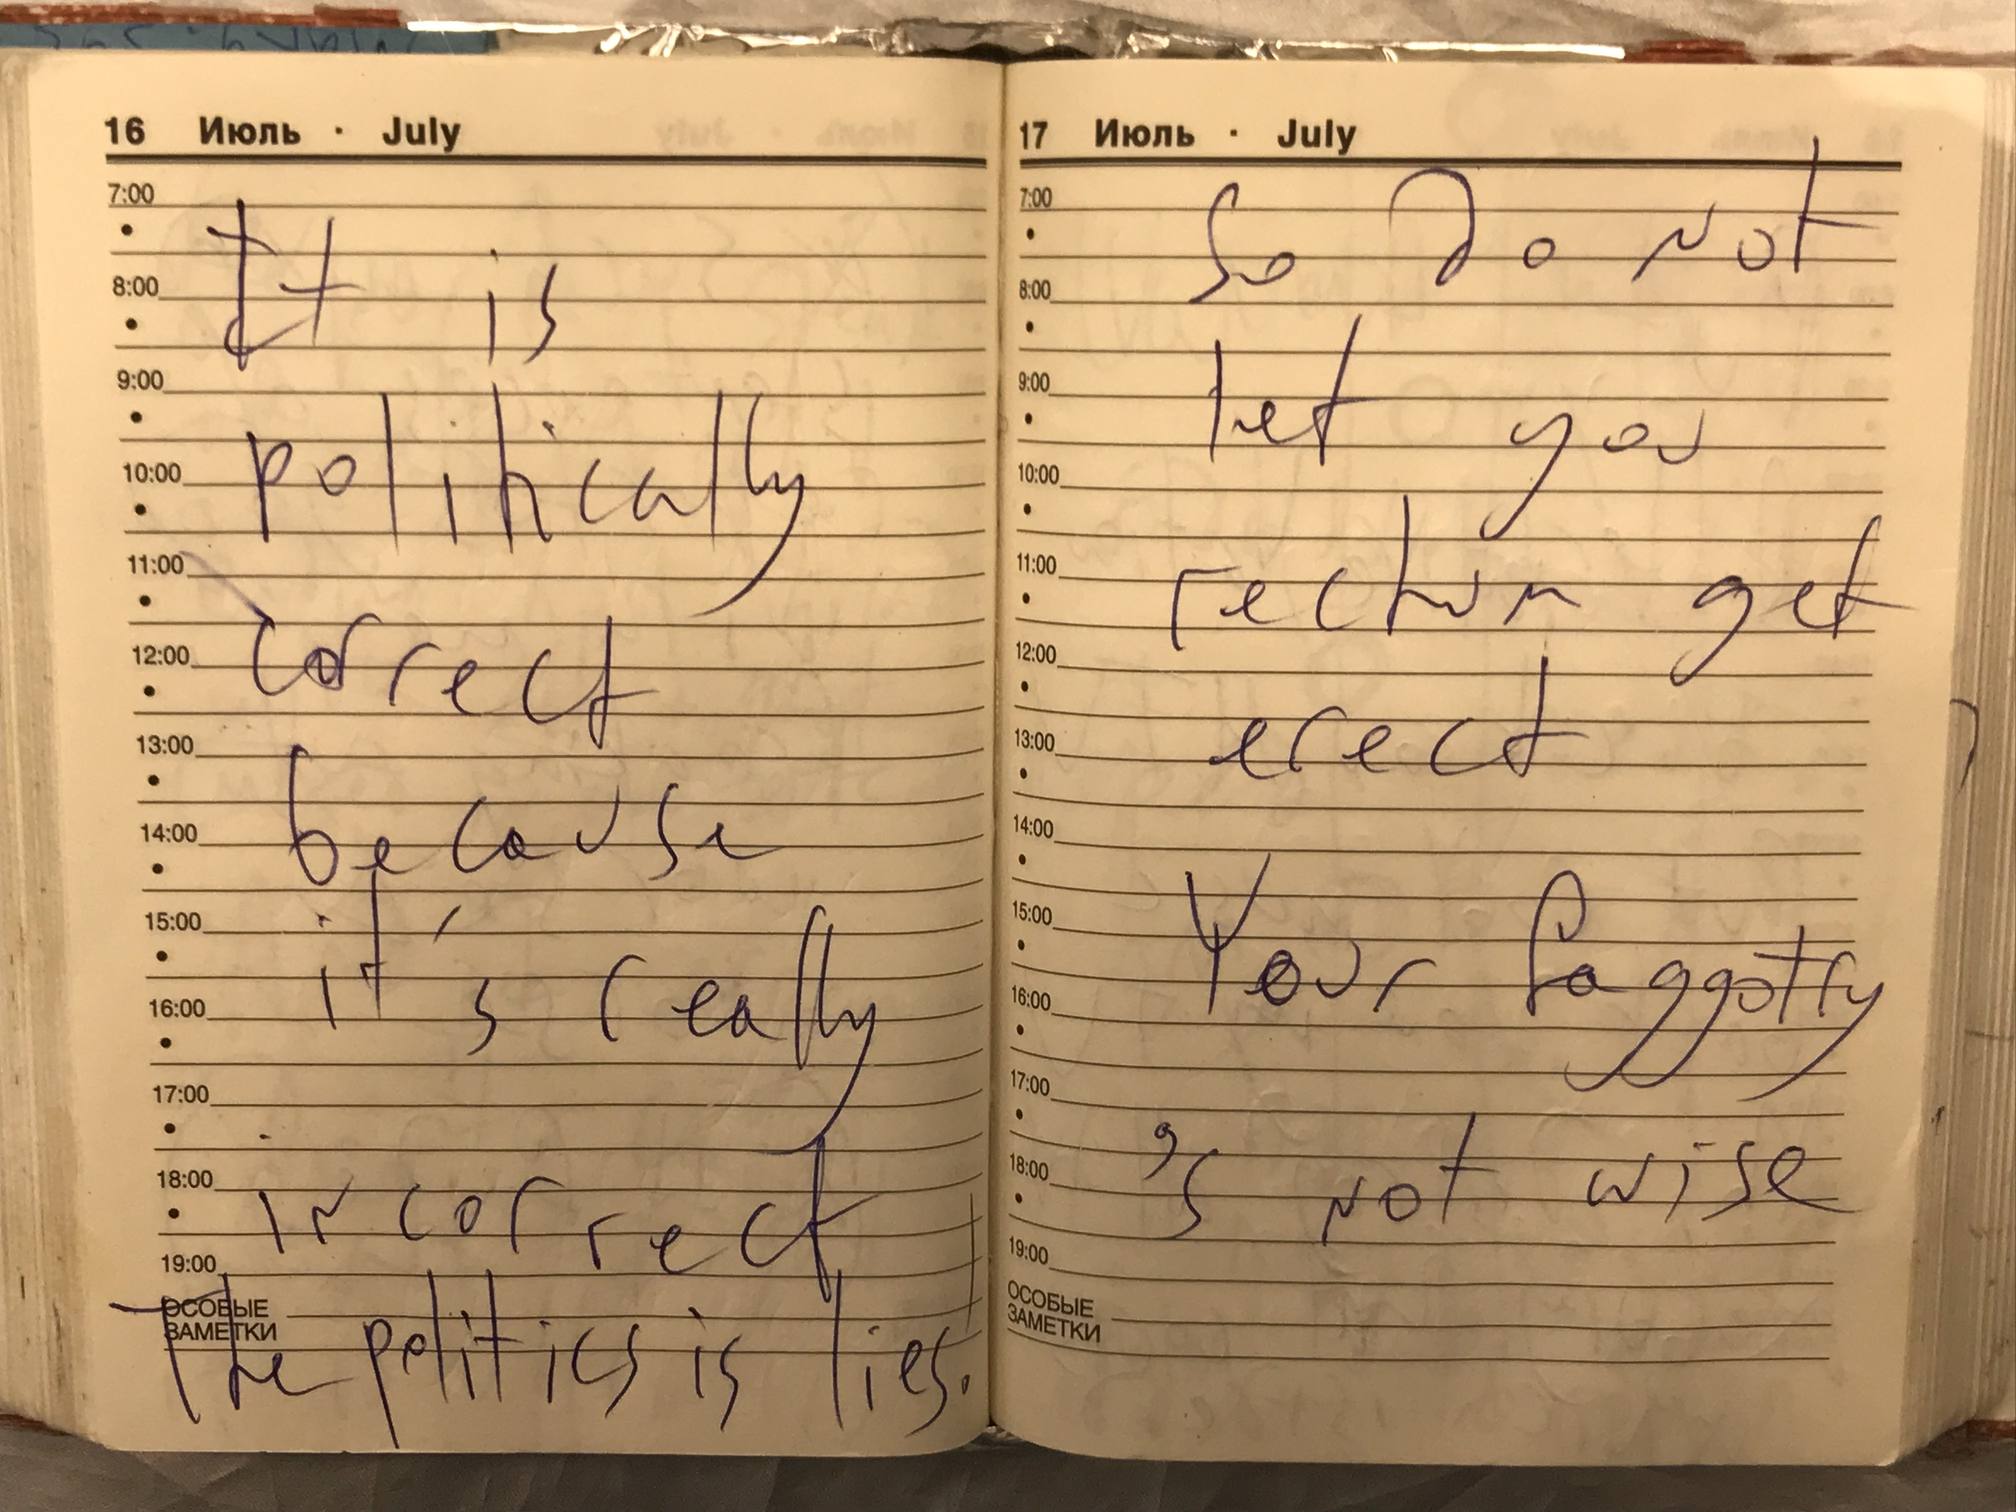 16 Июль · July
7:00
It is
8:00
9:00
politically
10:00
11:00
correct
12:00
13:00
because
14:00
it's really
15:00
16:00
17:00
incorrect
18:00
19:00
ОСОБЫЕ
ЗАМЕТКИ
The politics is lies.
17 Июль · July
7:00
So Do not
8:00
let you
9:00
10:00
rectum get
11:00
12:00
erect
13:00
14:00
Your faggotry
15:00
16:00
17:00
's not wise
18:00
19:00
ОСОБЫЕ
ЗАМЕТКИ